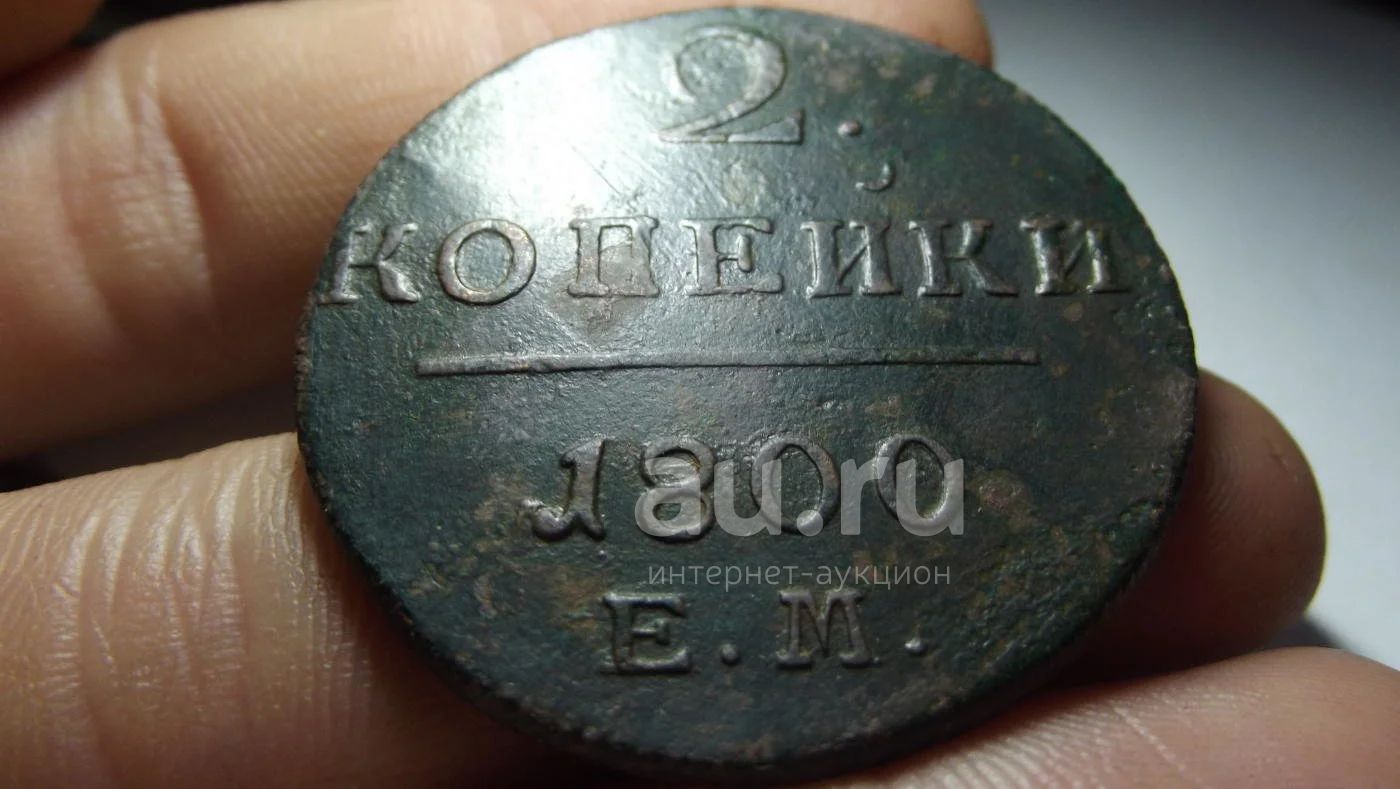 2.
КОПЕЙКИ
1800
au.ru
интернет-аукцион
Е.М.